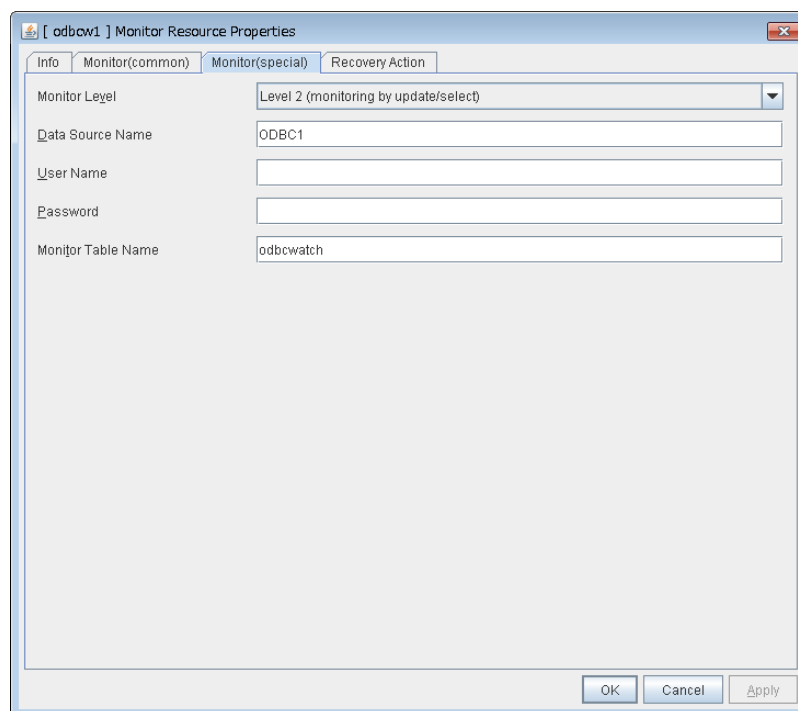 [ odbcw1 ] Monitor Resource Properties
Info Monitor(common) Monitor(special) Recovery Action
Monitor Level Level 2 (monitoring by update/select)
Data Source Name ODBC1
User Name
Password
Monitor Table Name odbcwatch
OK Cancel Apply